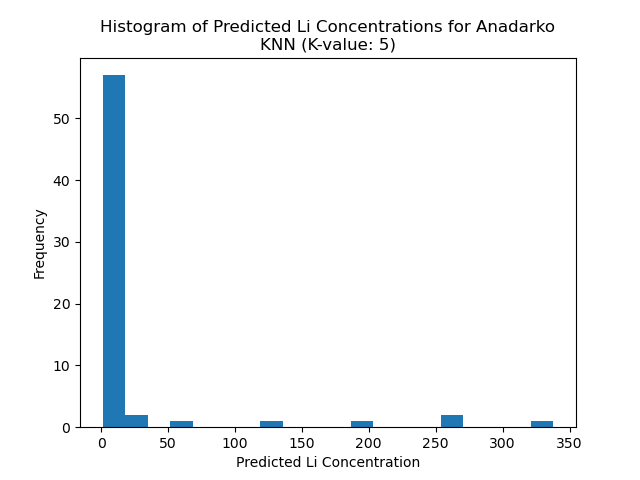 Histogram of Predicted Li Concentrations for Anadarko
KNN (K-value: 5)
Frequency
50
40
30
20
10
0
0 50 100 150 200 250 300 350
Predicted Li Concentration